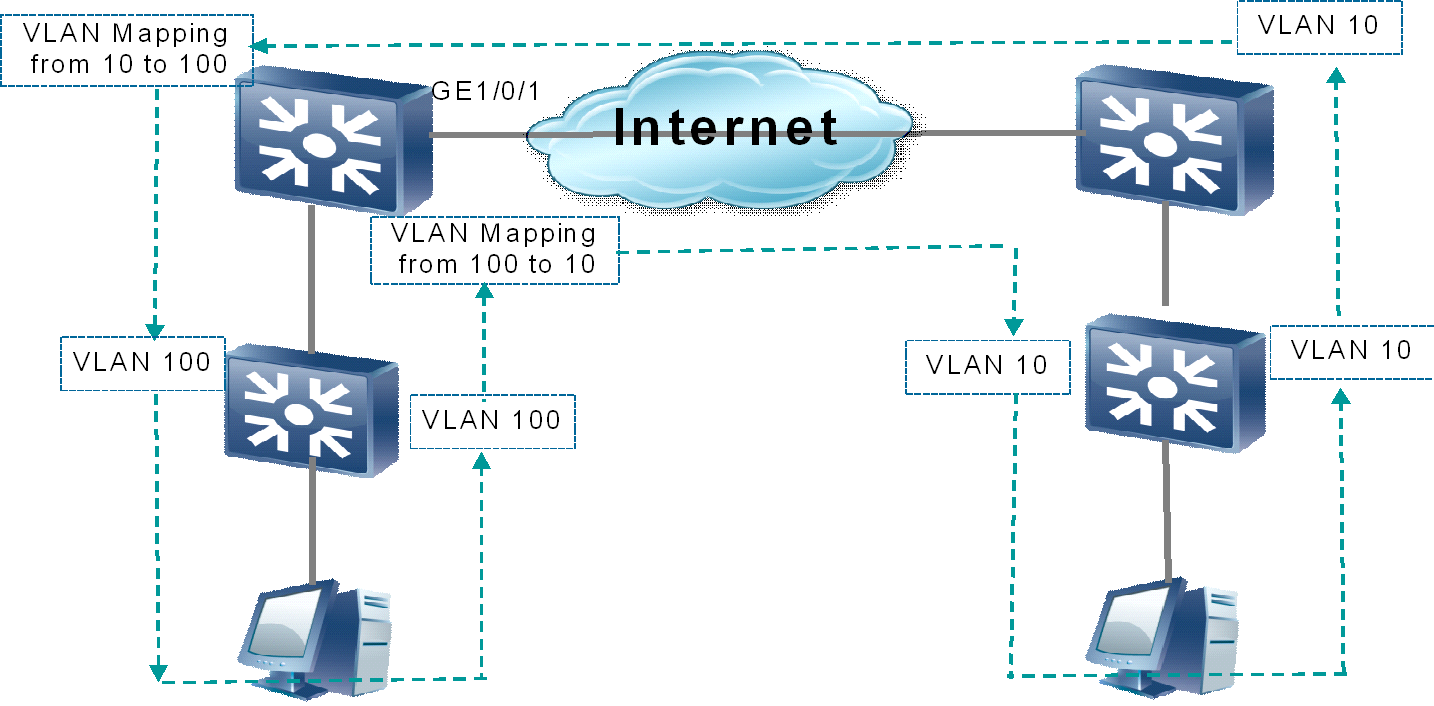 VLAN Mapping
from 10 to 100
VLAN 10
GE1/0/1
Internet
VLAN Mapping
from 100 to 10
VLAN 100
VLAN 10
VLAN 10
VLAN 100